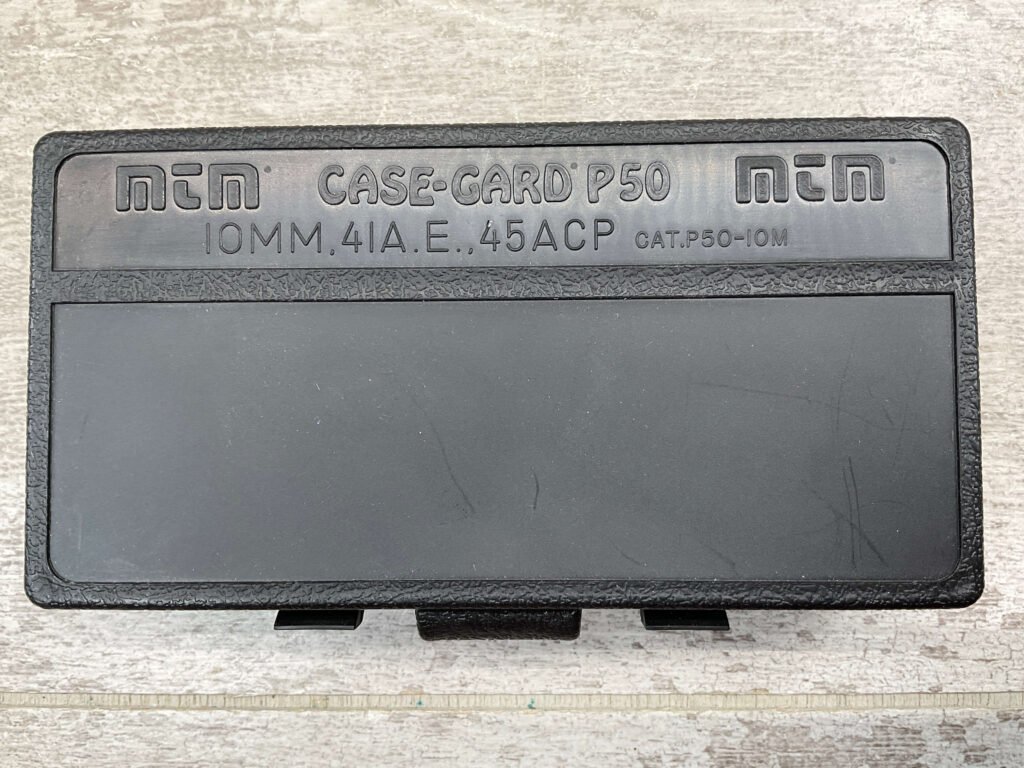 MTM® CASE-GARD® P50 MTM®
10MM, 41A.E., 45ACP CAT.P50-10M